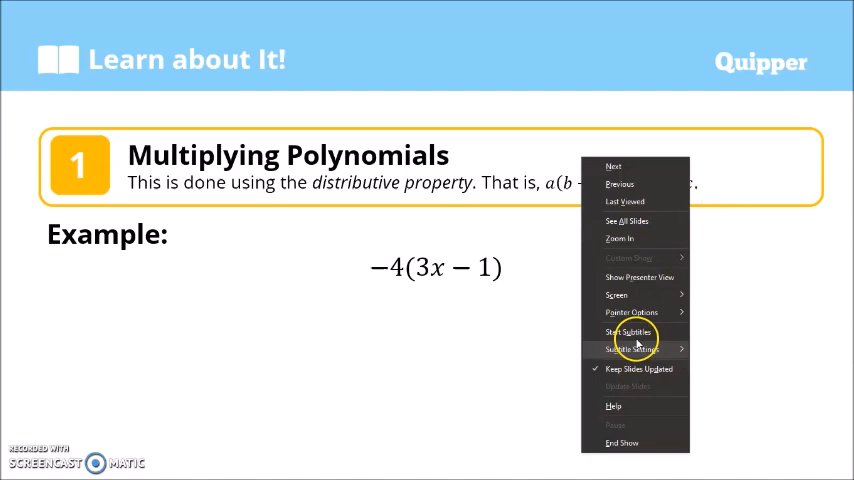 Learn about It!
Quipper
1
Multiplying Polynomials
This is done using the distributive property. That is, a(b c.
Example:
−4(3x − 1)
Next
Previous
Last Viewed
See All Slides
Zoom In
Custom Show
Show Presenter View
Screen
Pointer Options
Start Subtitles
Subtitle Settings
Keep Slides Updated
Update Slides
Help
Pause
End Show
RECORDED WITH
SCREENCAST MATIC